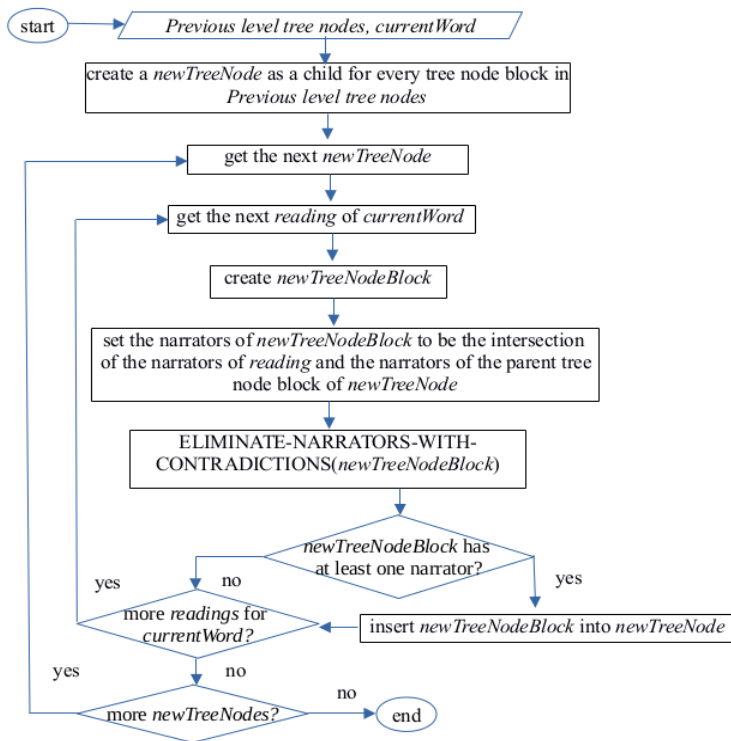 start
Previous level tree nodes, currentWord
create a newTreeNode as a child for every tree node block in
Previous level tree nodes
get the next newTreeNode
get the next reading of currentWord
create newTreeNodeBlock
set the narrators of newTreeNodeBlock to be the intersection
of the narrators of reading and the narrators of the parent tree
node block of newTreeNode
ELIMINATE-NARRATORS-WITH-
CONTRADICTIONS(newTreeNodeBlock)
newTreeNodeBlock has
at least one narrator?
yes
no
yes
more readings for
currentWord?
insert newTreeNodeBlock into newTreeNode
yes
no
more newTreeNodes?
no
end